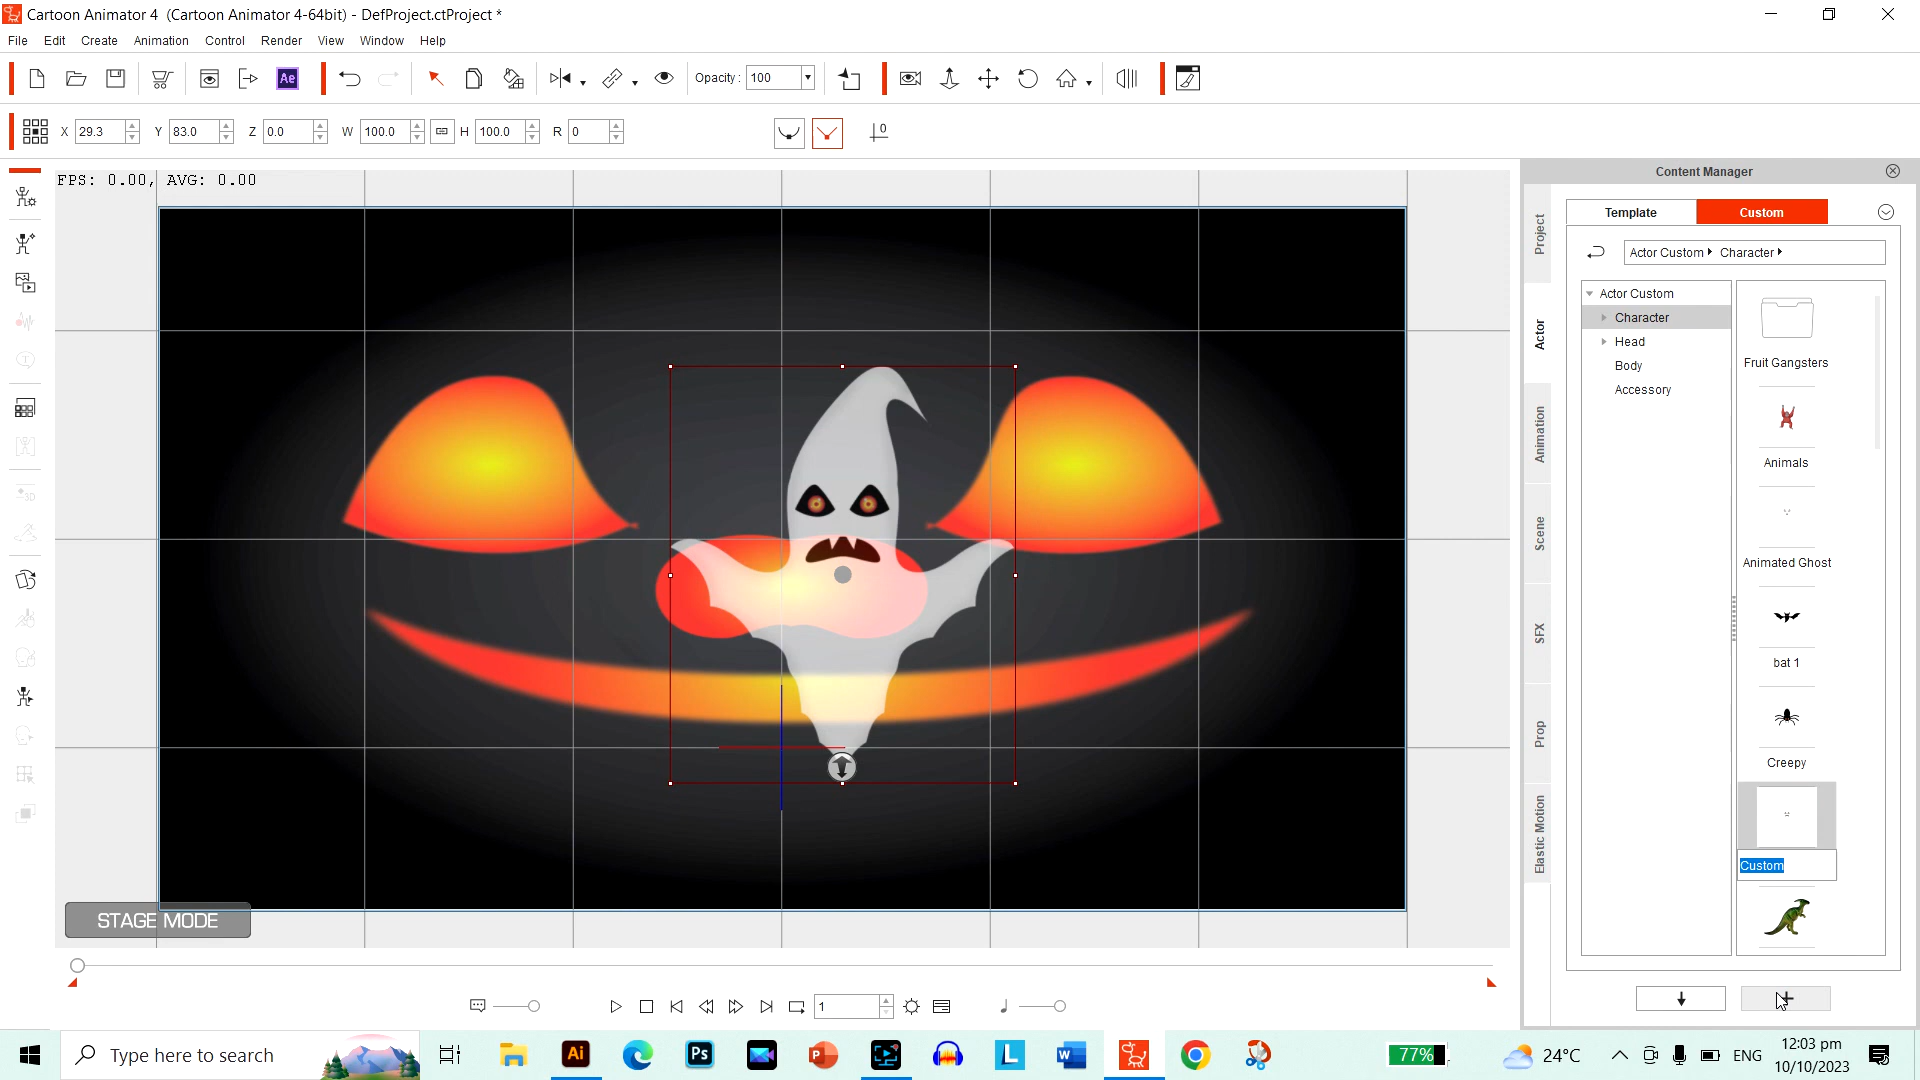 Cartoon Animator 4  (Cartoon Animator 4-64bit) - DefProject.ctProject *
File Edit Create Animation Control Render View Window Help
Ae
Opacity : 100
X 29.3 Y 83.0 Z 0.0 W 100.0 H 100.0 R 0
0
FPS: 0.00, AVG: 0.00
STAGE MODE
1
Content Manager
Project
Actor
Animation
Scene
SFX
Prop
Elastic Motion
Template Custom
Actor Custom Character
Actor Custom
Character
Head
Body
Accessory
Fruit Gangsters
Animals
Animated Ghost
bat 1
Creepy
Custom
Type here to search
Ai
Ps
P
L
W
77%
24°C
ENG
12:03 pm
10/10/2023